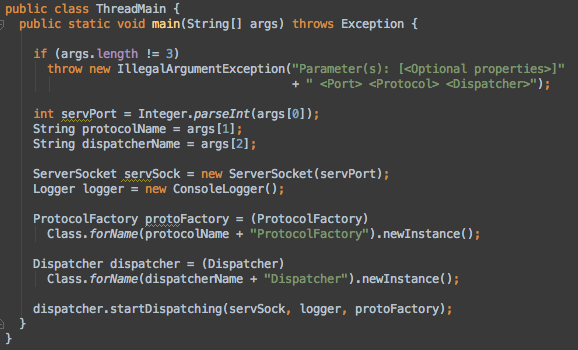 public class ThreadMain {
  public static void main(String[] args) throws Exception {

    if (args.length != 3)
      throw new IllegalArgumentException("Parameter(s): [<Optional properties>]"
                                         + " <Port> <Protocol> <Dispatcher>");

    int servPort = Integer.parseInt(args[0]);
    String protocolName = args[1];
    String dispatcherName = args[2];

    ServerSocket servSock = new ServerSocket(servPort);
    Logger logger = new ConsoleLogger();

    ProtocolFactory protoFactory = (ProtocolFactory)
      Class.forName(protocolName + "ProtocolFactory").newInstance();

    Dispatcher dispatcher = (Dispatcher)
      Class.forName(dispatcherName + "Dispatcher").newInstance();

    dispatcher.startDispatching(servSock, logger, protoFactory);
  }
}